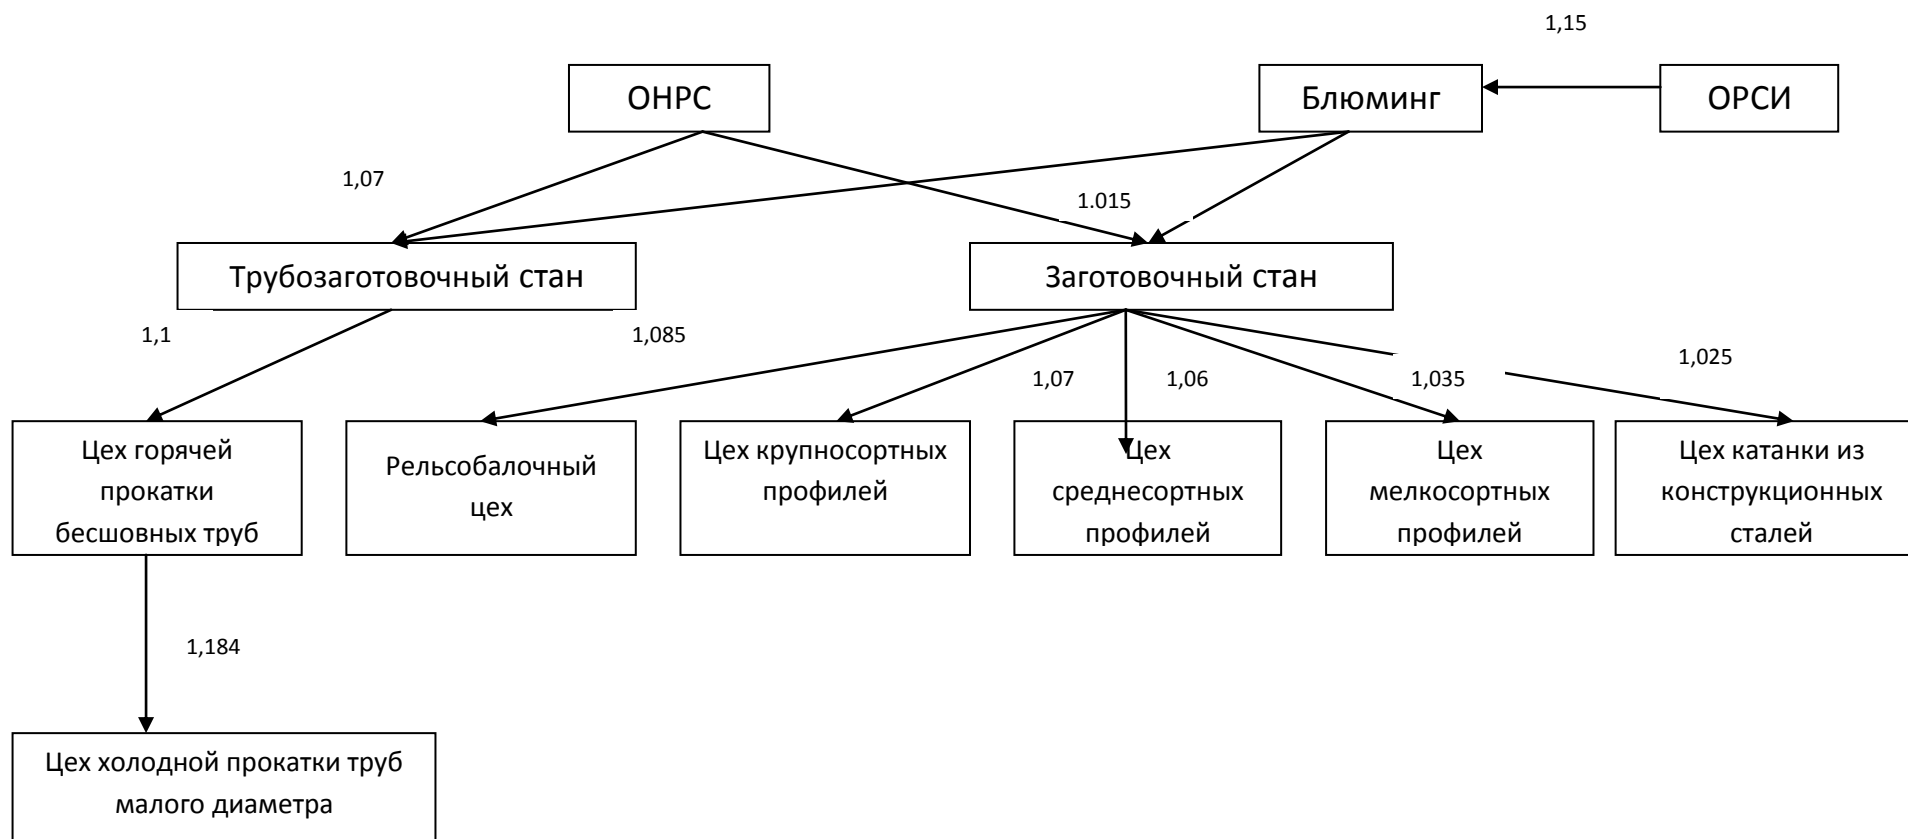 1,15
ОНРС
Блюминг
ОРСИ
1,07
1.015
Трубозаготовочный стан
Заготовочный стан
1,1
1,085
1,07
1,06
1,035
1,025
Цех горячей
прокатки
бесшовных труб
Рельсобалочный
цех
Цех крупносортных
профилей
Цех
среднесортных
профилей
Цех
мелкосортных
профилей
Цех катанки из
конструкционных
сталей
1,184
Цех холодной прокатки труб
малого диаметра